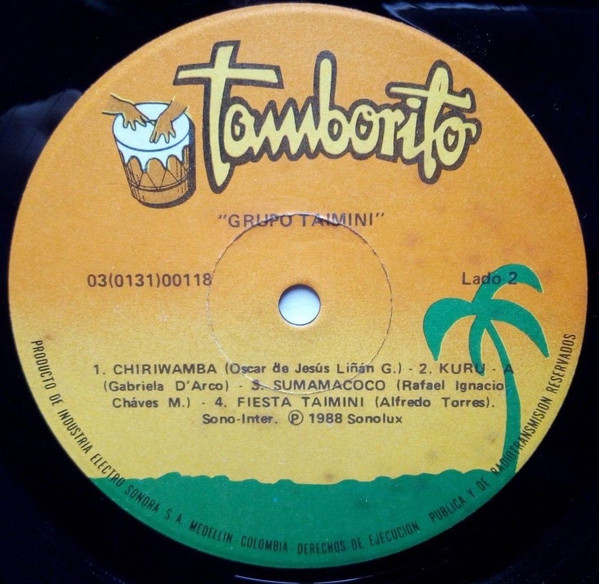 Tamborito
"GRUPO TAIMINI"
03(0131)00118
Lado 2
1. CHIRIWAMBA (Oscar de Jesús Liñán G.) - 2. KURU - A
(Gabriela D'Arco) - 3. SUMAMACOCO (Rafael Ignacio
Cháves M.) - 4. FIESTA TAIMINI (Alfredo Torres).
Sono-Inter. Ⓟ 1988 Sonolux
PRODUCTO DE INDUSTRIA ELECTRO SONORA S.A. MEDELLIN - COLOMBIA - DERECHOS DE EJECUCION PUBLICA Y DE RADIOTRANSMISION RESERVADOS